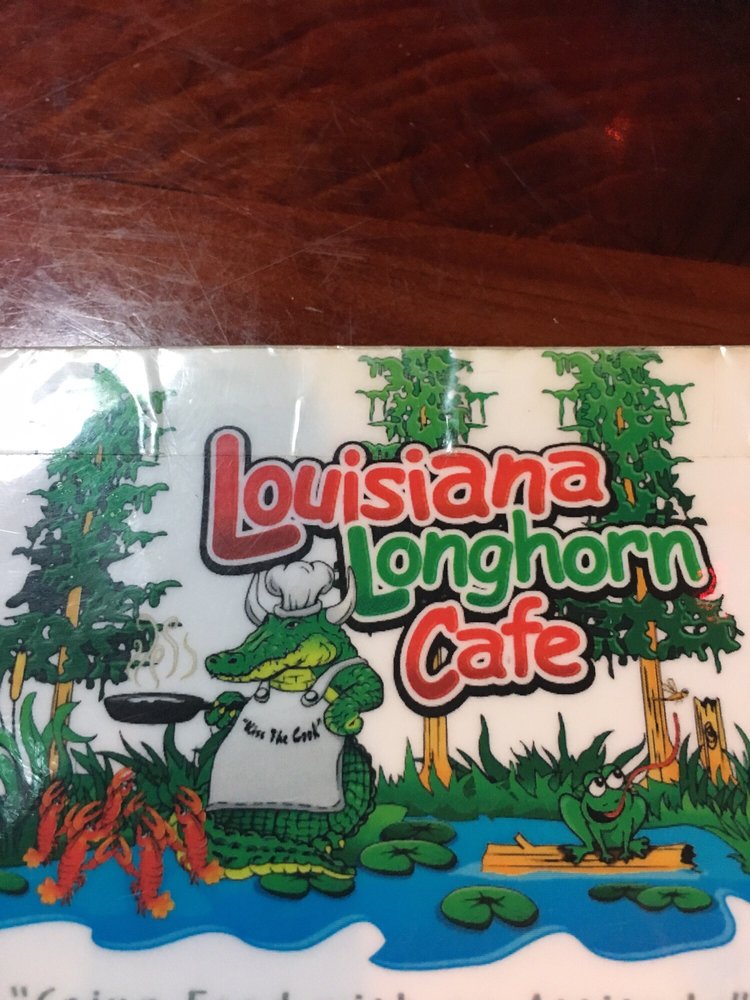 Louisiana
Longhorn
Cafe
"Kiss The Cook"